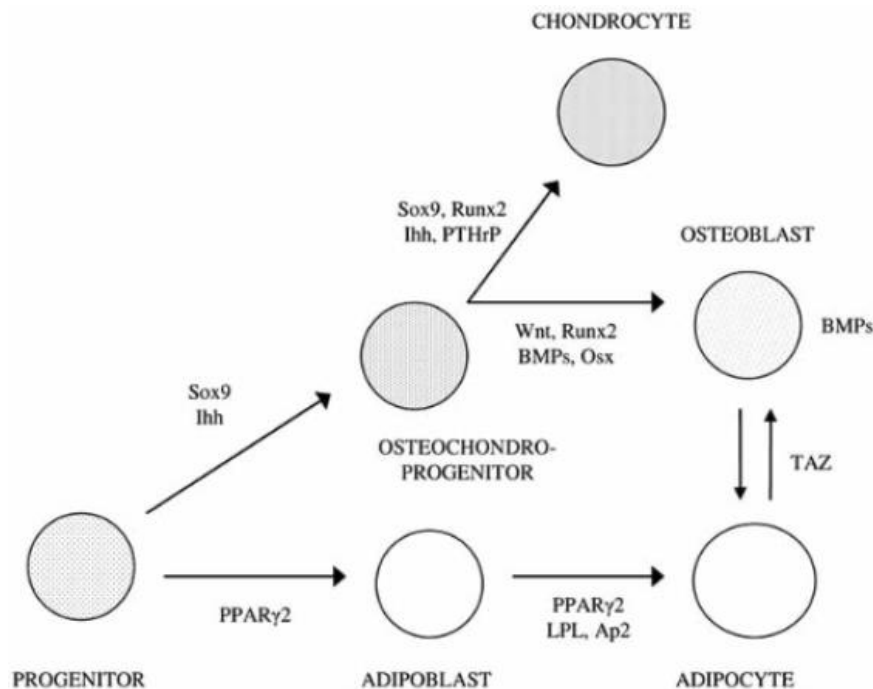 CHONDROCYTE
Sox9, Runx2
Ihh, PTHrP
OSTEOBLAST
Wnt, Runx2
BMPs, Osx
BMPs
Sox9
Ihh
OSTEOCHONDRO-
PROGENITOR
TAZ
PPARγ2
PPARγ2
LPL, Ap2
PROGENITOR
ADIPOBLAST
ADIPOCYTE